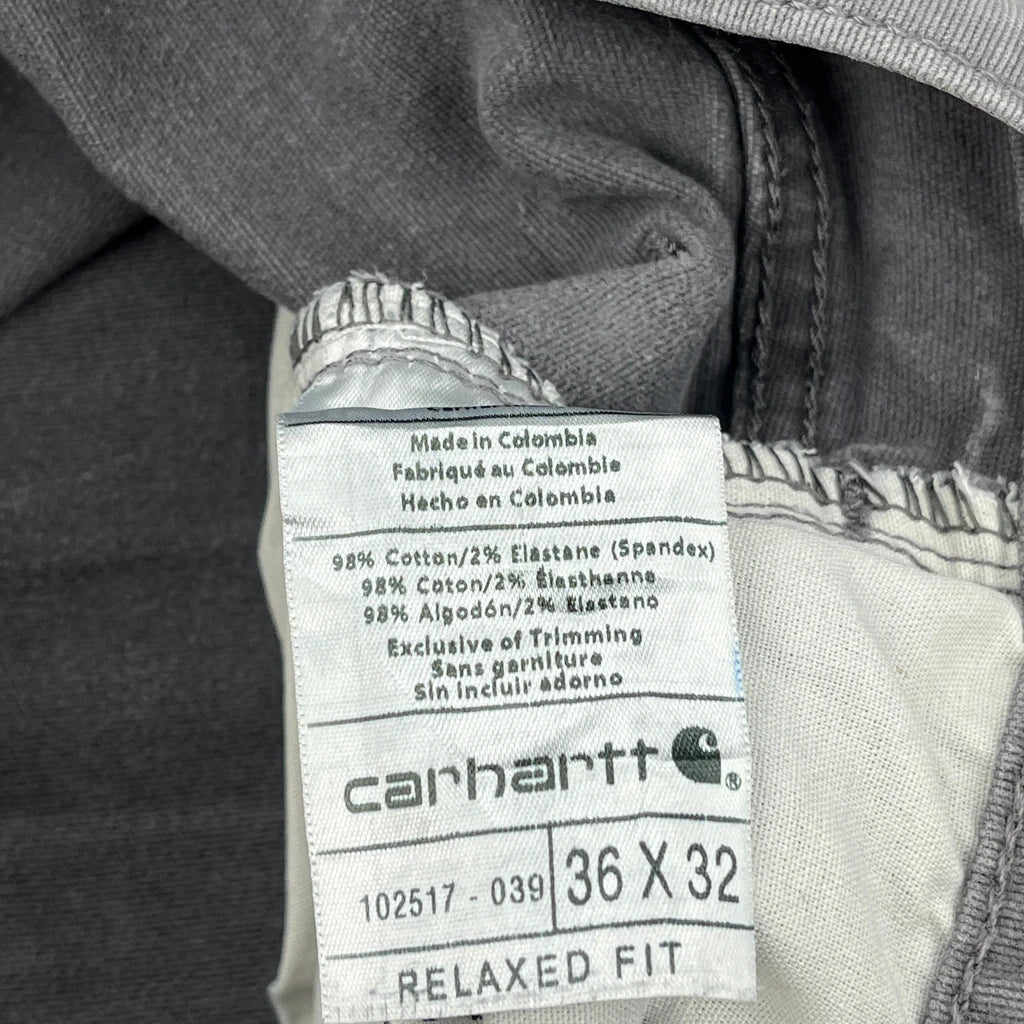 Made in Colombia
Fabriqué au Colombie
Hecho en Colombia
98% Cotton/2% Elastane (Spandex)
98% Coton/2% Élasthanne
98% Algodón/2% Elastano
Exclusive of Trimming
Sans garniture
Sin incluir adorno
carhartt ®
102517 - 039
36 X 32
RELAXED FIT